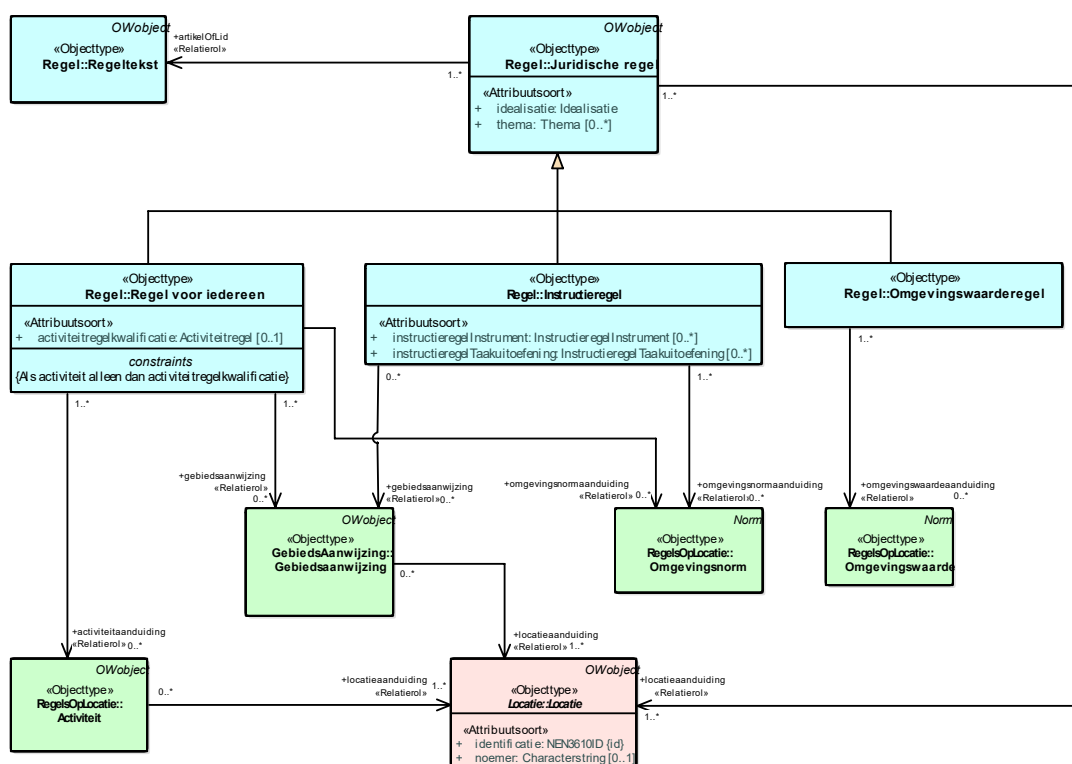 OWobject
«Objecttype»
Regel::Regeltekst
+artikelOfLid
«Relatierol»
1..*
OWobject
«Objecttype»
Regel::Juridische regel
«Attribuutsoort»
+ idealisatie: Idealisatie
+ thema: Thema [0..*]
1..*
«Objecttype»
Regel::Regel voor iedereen
«Attribuutsoort»
+ activiteitregelkwalificatie: Activiteitregel [0..1]
constraints
{Als activiteit alleen dan activiteitregelkwalificatie}
«Objecttype»
Regel::Instructieregel
«Attribuutsoort»
+ instructieregelInstrument: InstructieregelInstrument [0..*]
+ instructieregelTaakuitoefening: InstructieregelTaakuitoefening [0..*]
«Objecttype»
Regel::Omgevingswaarderegel
1..*
1..*
0..*
1..*
1..*
+gebiedsaanwijzing
«Relatierol»
0..*
+gebiedsaanwijzing
«Relatierol» 0..*
+omgevingsnormaanduiding
«Relatierol» 0..*
+omgevingsnormaanduiding
«Relatierol» 0..*
+omgevingswaardeaanduiding
«Relatierol» 0..*
OWobject
«Objecttype»
GebiedsAanwijzing::
Gebiedsaanwijzing
0..*
Norm
«Objecttype»
RegelsOpLocatie::
Omgevingsnorm
Norm
«Objecttype»
RegelsOpLocatie::
Omgevingswaarde
+activiteitaanduiding
«Relatierol» 0..*
+locatieaanduiding
«Relatierol» 1..*
OWobject
«Objecttype»
RegelsOpLocatie::
Activiteit
0..*
+locatieaanduiding
«Relatierol»
1..*
OWobject
«Objecttype»
Locatie::Locatie
«Attribuutsoort»
+ identificatie: NEN3610ID {id}
+ noemer: Characterstring [0..1]
+locatieaanduiding
«Relatierol»
1..*